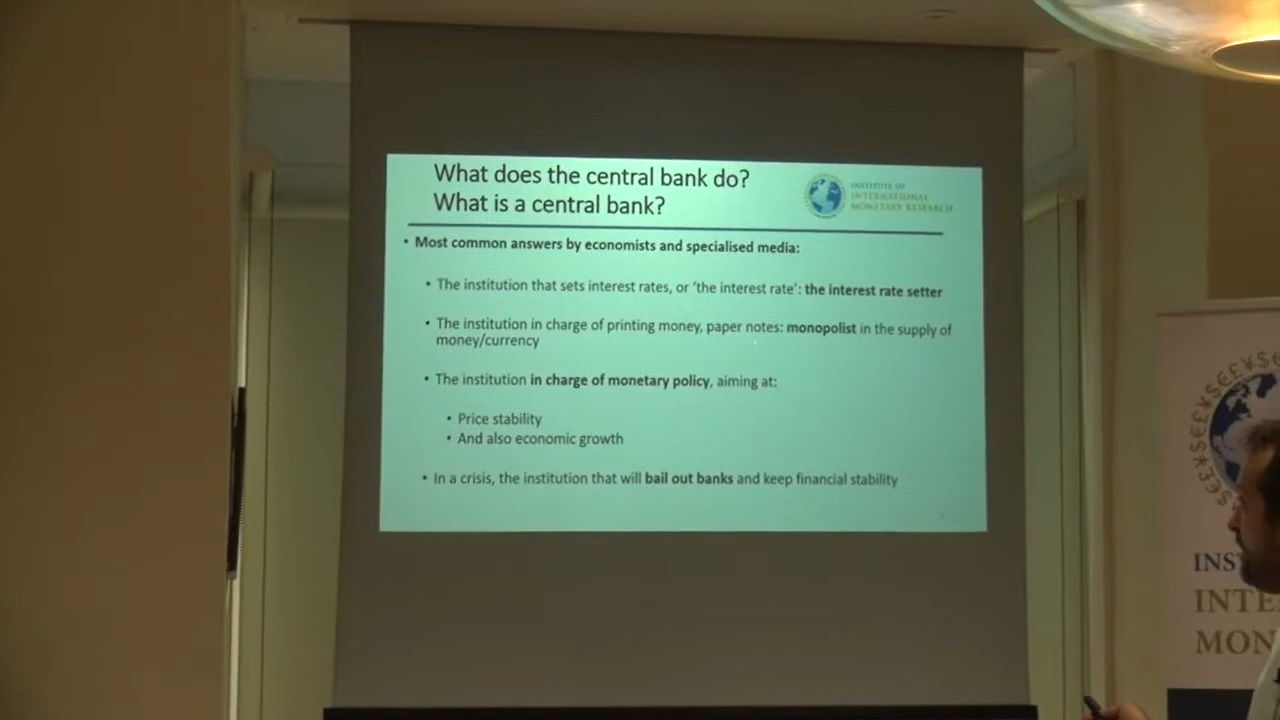 What does the central bank do?
What is a central bank?
INSTITUTE OF
INTERNATIONAL
MONETARY RESEARCH
• Most common answers by economists and specialised media:
• The institution that sets interest rates, or ‘the interest rate’: the interest rate setter
• The institution in charge of printing money, paper notes: monopolist in the supply of
money/currency
• The institution in charge of monetary policy, aiming at:
• Price stability
• And also economic growth
• In a crisis, the institution that will bail out banks and keep financial stability
INS
INTE
MON